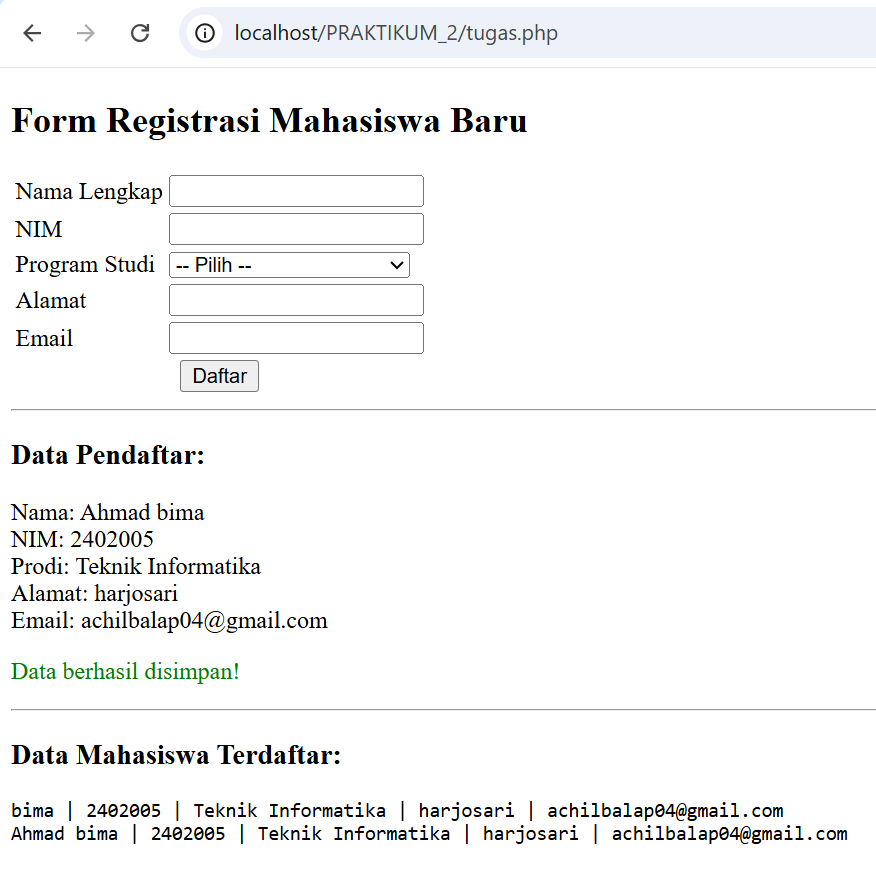 localhost/PRAKTIKUM_2/tugas.php
Form Registrasi Mahasiswa Baru
Nama Lengkap
NIM
Program Studi -- Pilih --
Alamat
Email
Daftar
Data Pendaftar:
Nama: Ahmad bima
NIM: 2402005
Prodi: Teknik Informatika
Alamat: harjosari
Email: achilbalap04@gmail.com
Data berhasil disimpan!
Data Mahasiswa Terdaftar:
bima | 2402005 | Teknik Informatika | harjosari | achilbalap04@gmail.com
Ahmad bima | 2402005 | Teknik Informatika | harjosari | achilbalap04@gmail.com